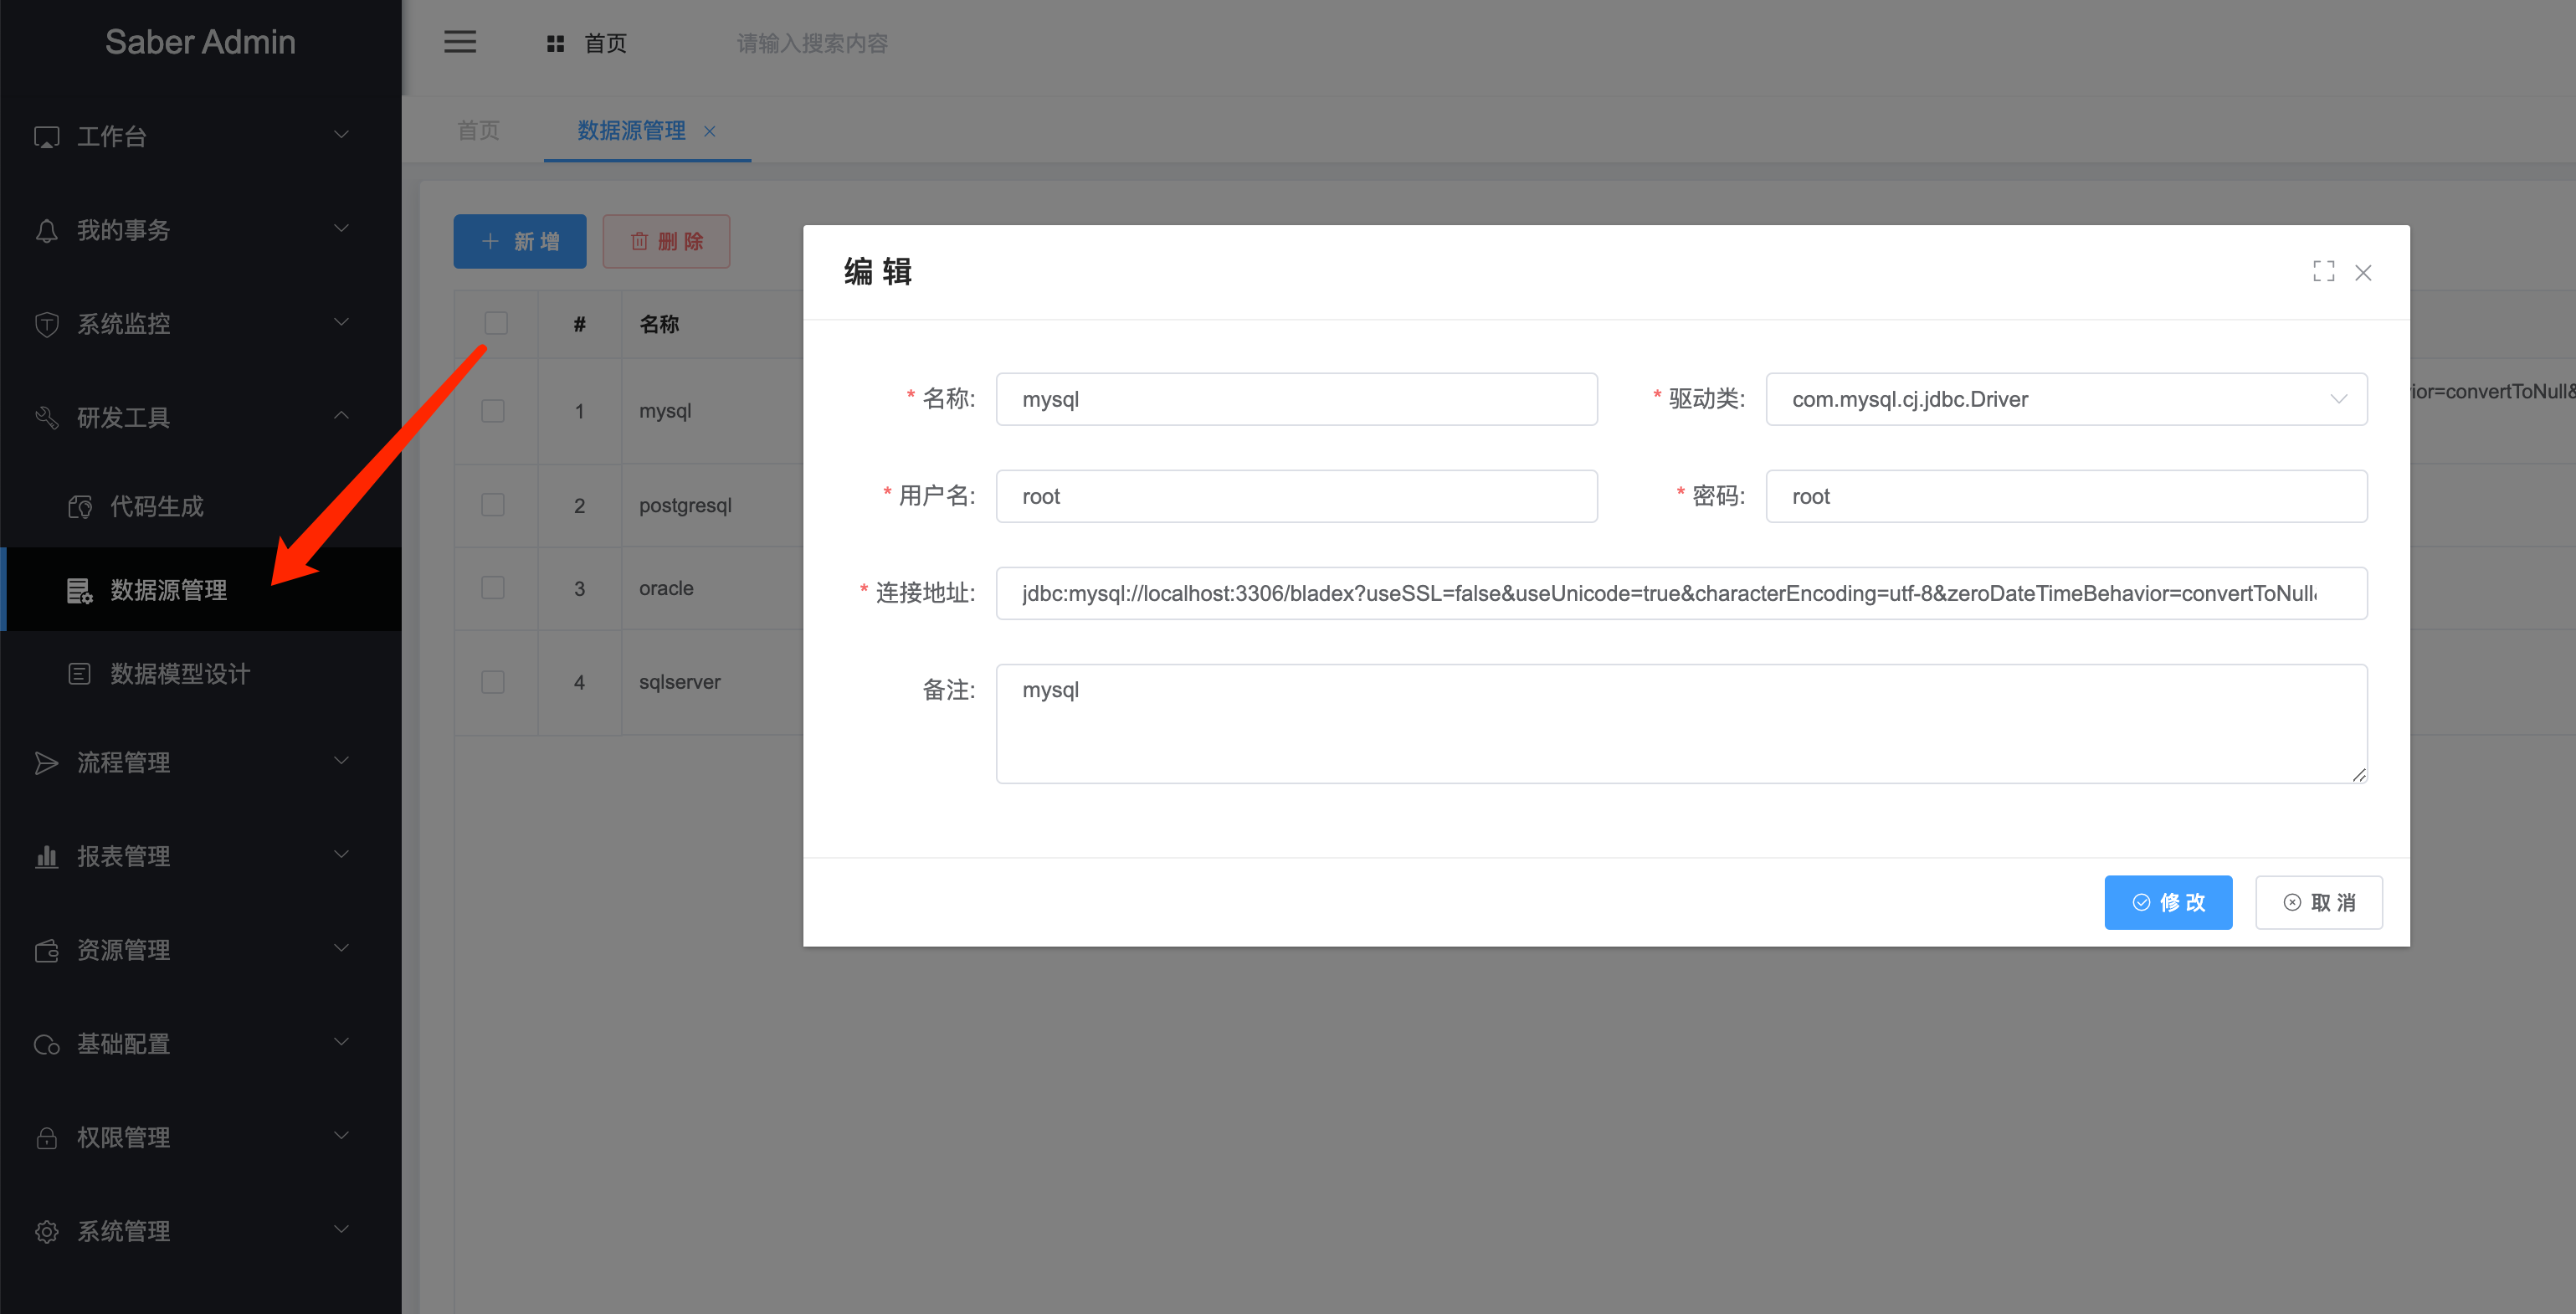 Saber Admin
首页
请输入搜索内容
工作台
我的事务
系统监控
研发工具
代码生成
数据源管理
数据模型设计
流程管理
报表管理
资源管理
基础配置
权限管理
系统管理
首页
数据源管理
新 增
删 除
# 名称
1 mysql
2 postgresql
3 oracle
4 sqlserver
ior=convertToNull&
编 辑
* 名称: mysql
* 驱动类: com.mysql.cj.jdbc.Driver
* 用户名: root
* 密码: root
* 连接地址: jdbc:mysql://localhost:3306/bladex?useSSL=false&useUnicode=true&characterEncoding=utf-8&zeroDateTimeBehavior=convertToNull
备注: mysql
修 改
取 消